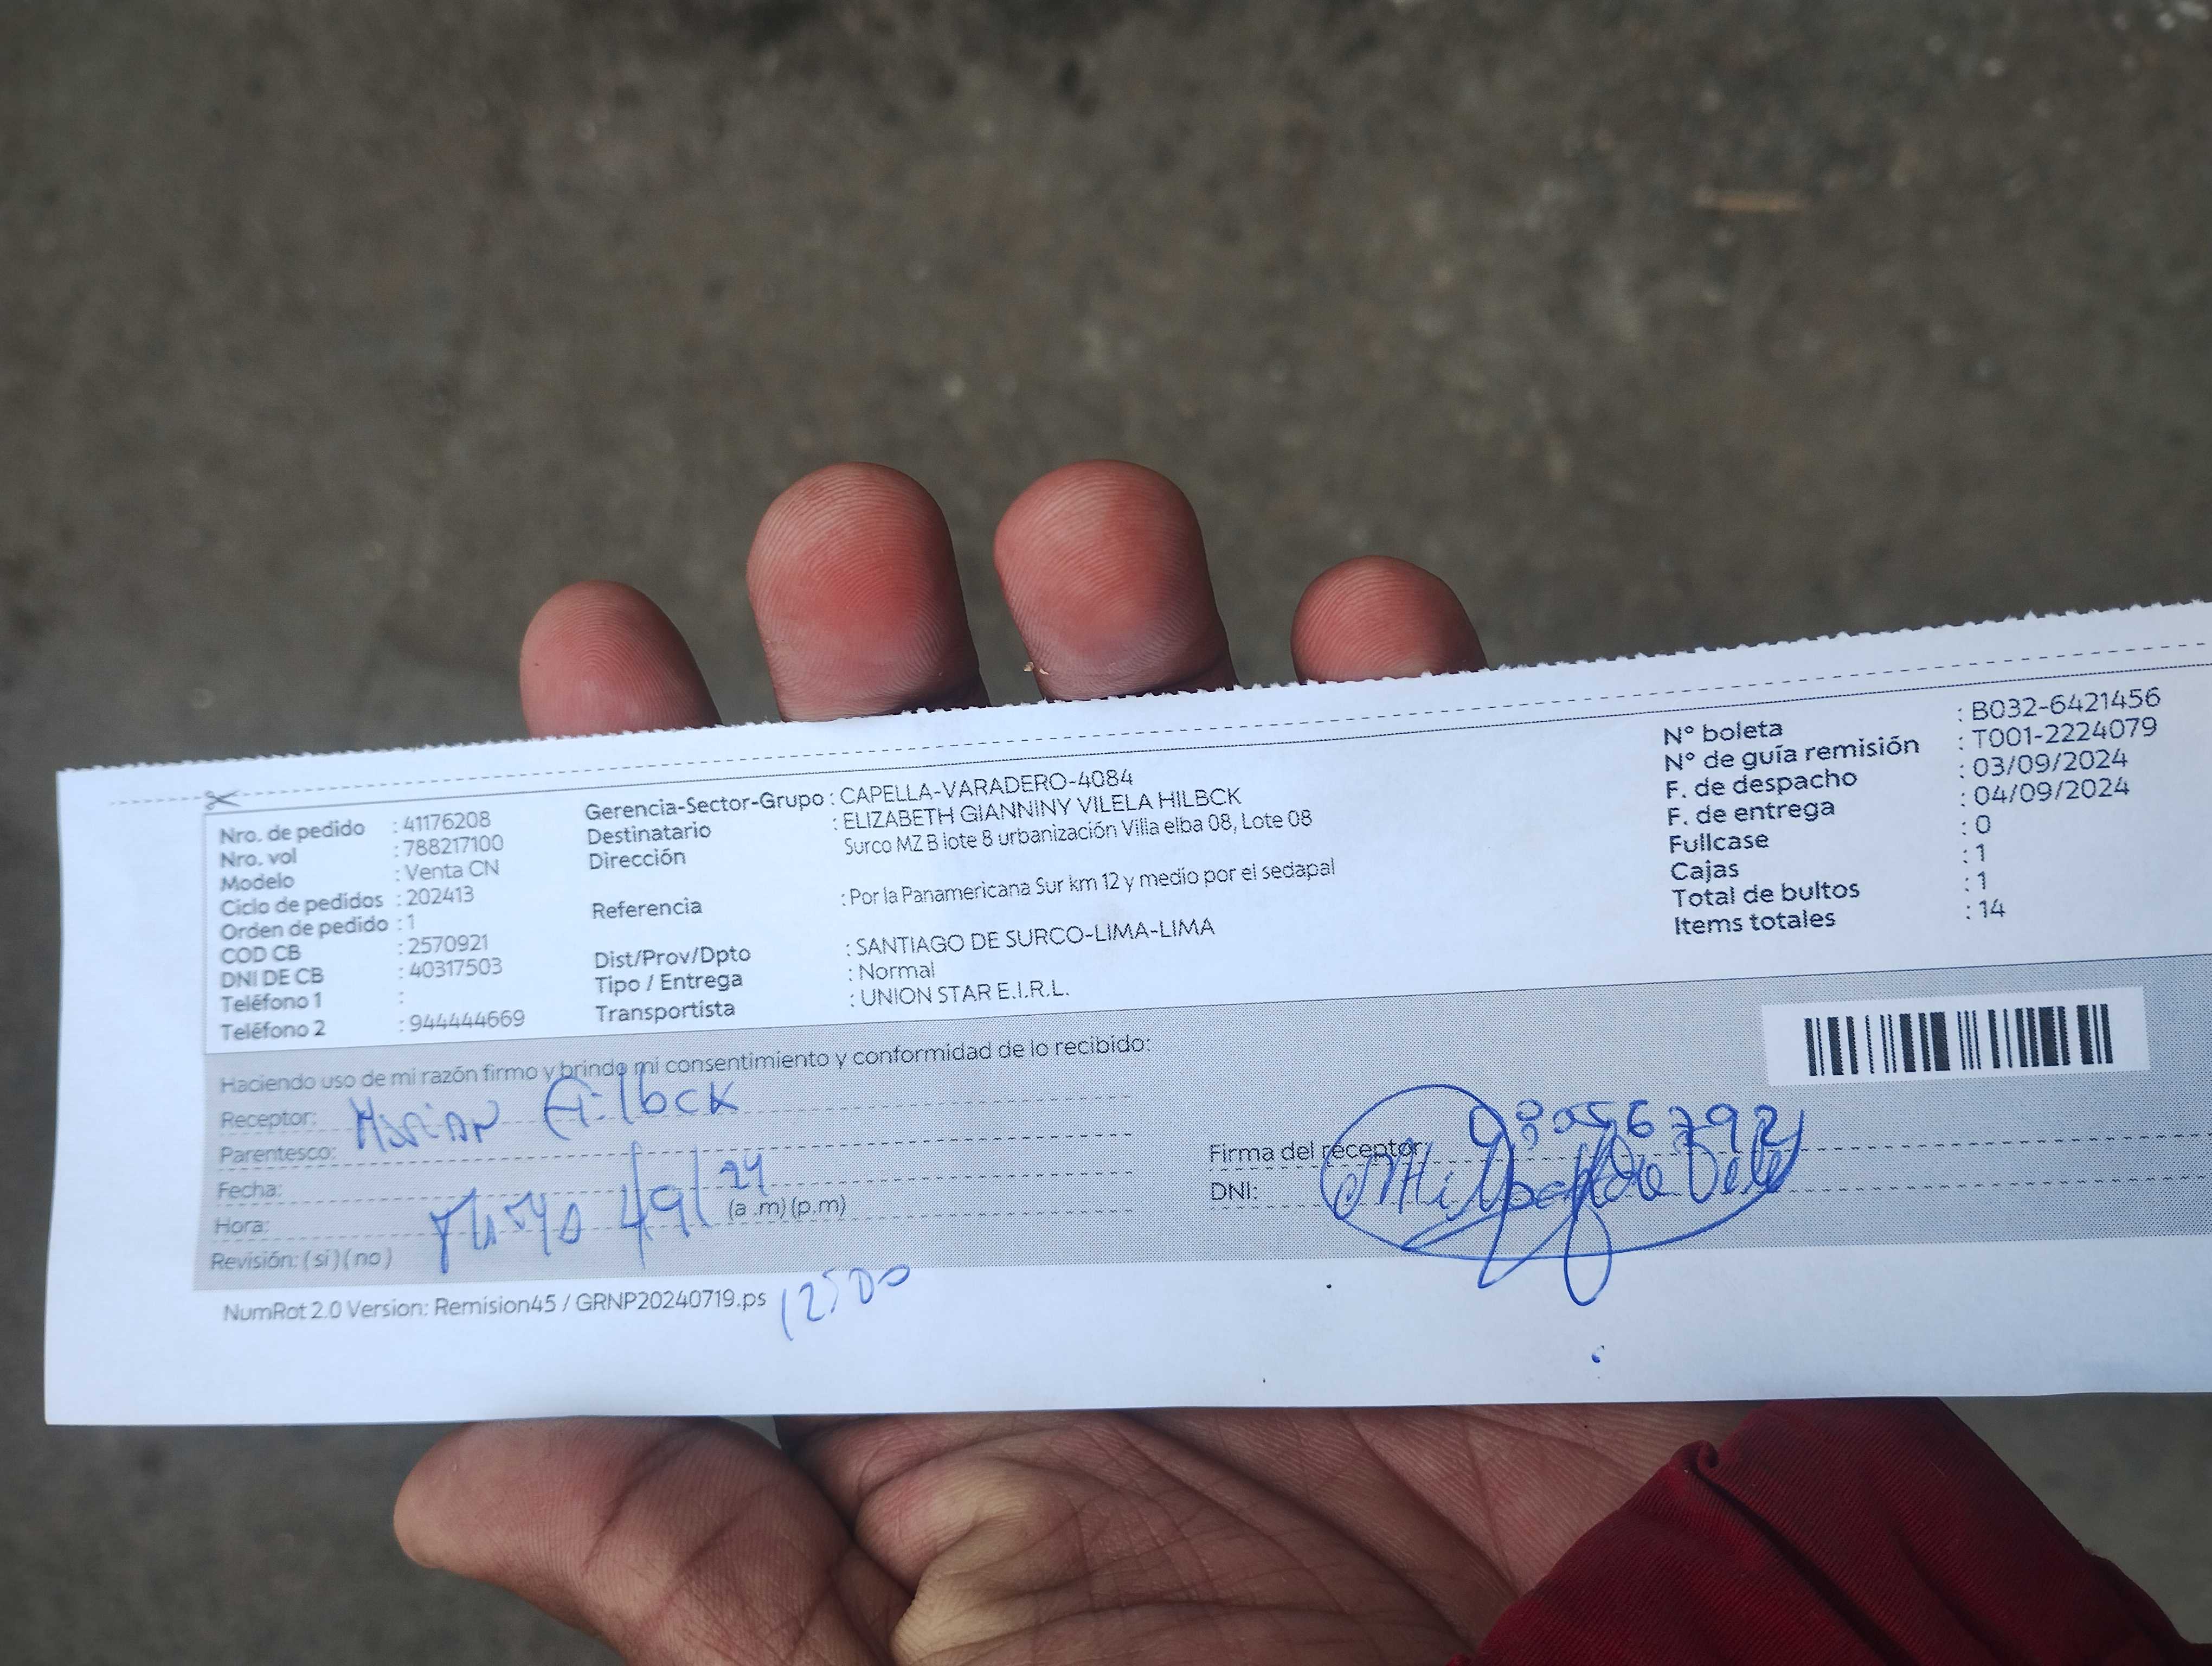 Nro. de pedido : 41176208
Nro. vol : 788217100
Modelo : Venta CN
Ciclo de pedidos : 202413
Orden de pedido : 1
COD CB : 2570921
DNI DE CB : 40317503
Teléfono 1 :
Teléfono 2 : 944444669
Gerencia-Sector-Grupo : CAPELLA-VARADERO-4084
Destinatario : ELIZABETH GIANNINY VILELA HILBCK
Dirección Surco MZ B lote 8 urbanización Villa elba 08, Lote 08
Referencia : Por la Panamericana Sur km 12 y medio por el sedapal
Dist/Prov/Dpto : SANTIAGO DE SURCO-LIMA-LIMA
Tipo / Entrega : Normal
Transportista : UNION STAR E.I.R.L.
N° boleta : B032-6421456
N° de guía remisión : T001-2224079
F. de despacho : 03/09/2024
F. de entrega : 04/09/2024
Fullcase : 0
Cajas : 1
Total de bultos : 1
Items totales : 14
Haciendo uso de mi razón firmo y brindo mi consentimiento y conformidad de lo recibido:
Receptor: Hilbck
Parentesco:
Fecha: 4/9/24
Hora: (a .m) (p.m)
Revisión: ( si ) ( no )
Firma del receptor:
DNI:
NumRot 2.0 Version: Remision45 / GRNP20240719.ps